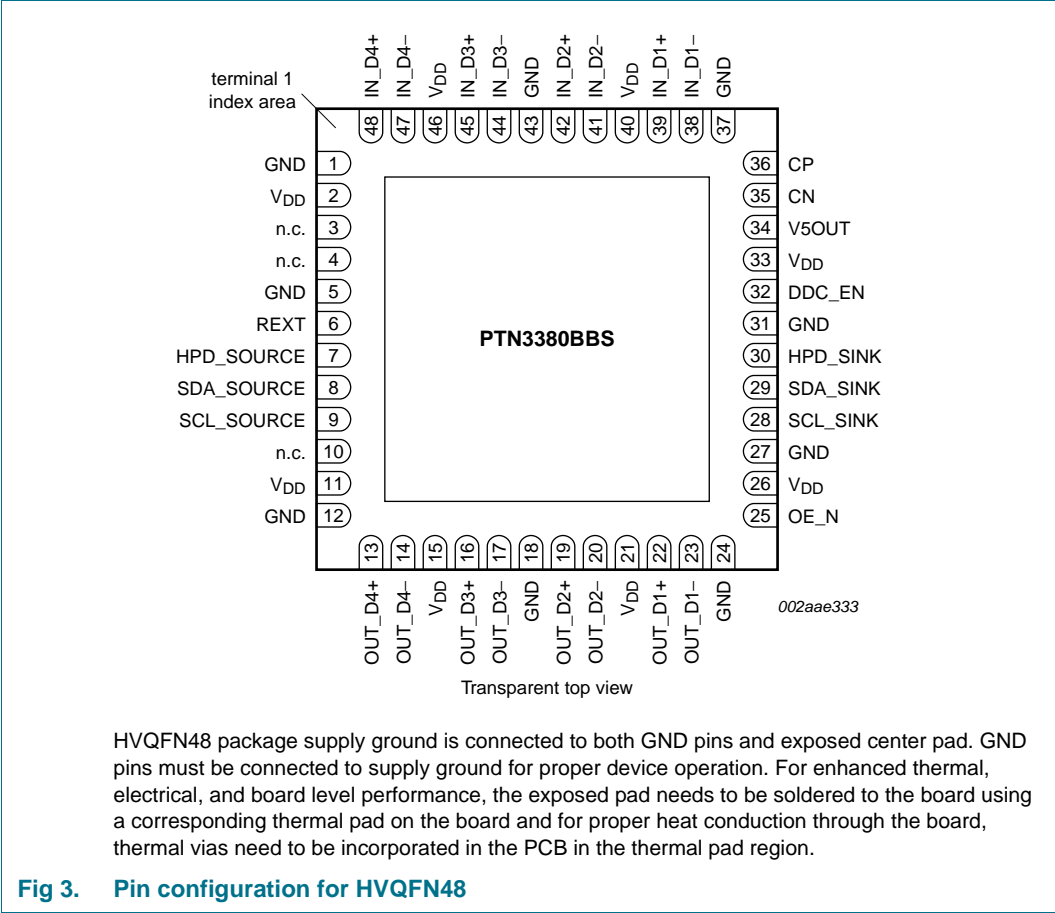 IN_D4+
IN_D4−
VDD
IN_D3+
IN_D3−
GND
IN_D2+
IN_D2−
VDD
IN_D1+
IN_D1−
GND
terminal 1
index area
48
47
46
45
44
43
42
41
40
39
38
37
GND 1
VDD 2
n.c. 3
n.c. 4
GND 5
REXT 6
HPD_SOURCE 7
SDA_SOURCE 8
SCL_SOURCE 9
n.c. 10
VDD 11
GND 12
PTN3380BBS
36 CP
35 CN
34 V5OUT
33 VDD
32 DDC_EN
31 GND
30 HPD_SINK
29 SDA_SINK
28 SCL_SINK
27 GND
26 VDD
25 OE_N
13
14
15
16
17
18
19
20
21
22
23
24
OUT_D4+
OUT_D4−
VDD
OUT_D3+
OUT_D3−
GND
OUT_D2+
OUT_D2−
VDD
OUT_D1+
OUT_D1−
GND
002aae333
Transparent top view
HVQFN48 package supply ground is connected to both GND pins and exposed center pad. GND
pins must be connected to supply ground for proper device operation. For enhanced thermal,
electrical, and board level performance, the exposed pad needs to be soldered to the board using
a corresponding thermal pad on the board and for proper heat conduction through the board,
thermal vias need to be incorporated in the PCB in the thermal pad region.
Fig 3. Pin configuration for HVQFN48